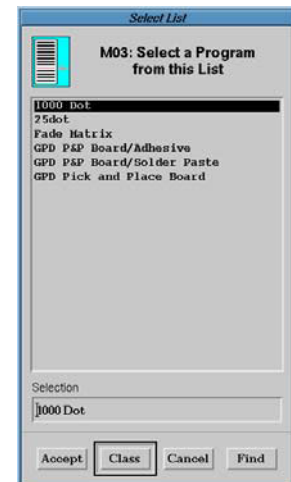 Select List
M03: Select a Program
from this List
1000 Dot
25dot
Fade Matrix
GPD P&P Board/Adhesive
GPD P&P Board/Solder Paste
GPD Pick and Place Board
Selection
1000 Dot
Accept Class Cancel Find